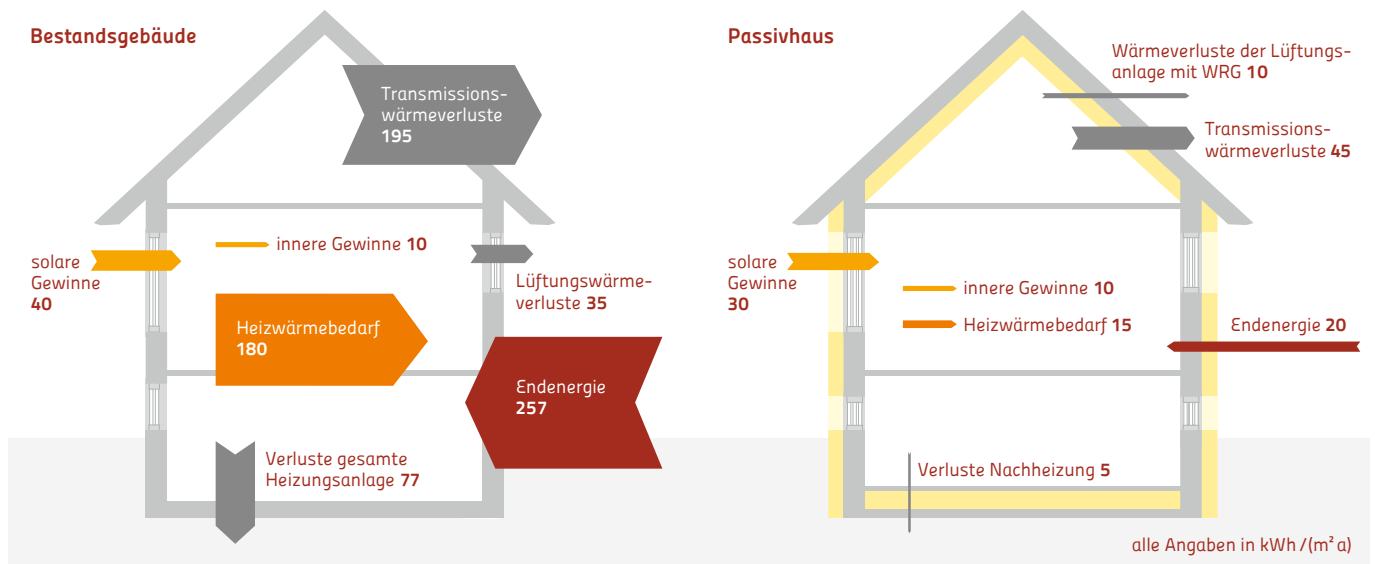 Bestandsgebäude
Transmissions-
wärmeverluste
195
solare
Gewinne
40
innere Gewinne 10
Lüftungswärme-
verluste 35
Heizwärmebedarf
180
Endenergie
257
Verluste gesamte
Heizungsanlage 77
Passivhaus
Wärmeverluste der Lüftungs-
anlage mit WRG 10
Transmissions-
wärmeverluste 45
solare
Gewinne
30
innere Gewinne 10
Heizwärmebedarf 15
Endenergie 20
Verluste Nachheizung 5
alle Angaben in kWh/(m² a)